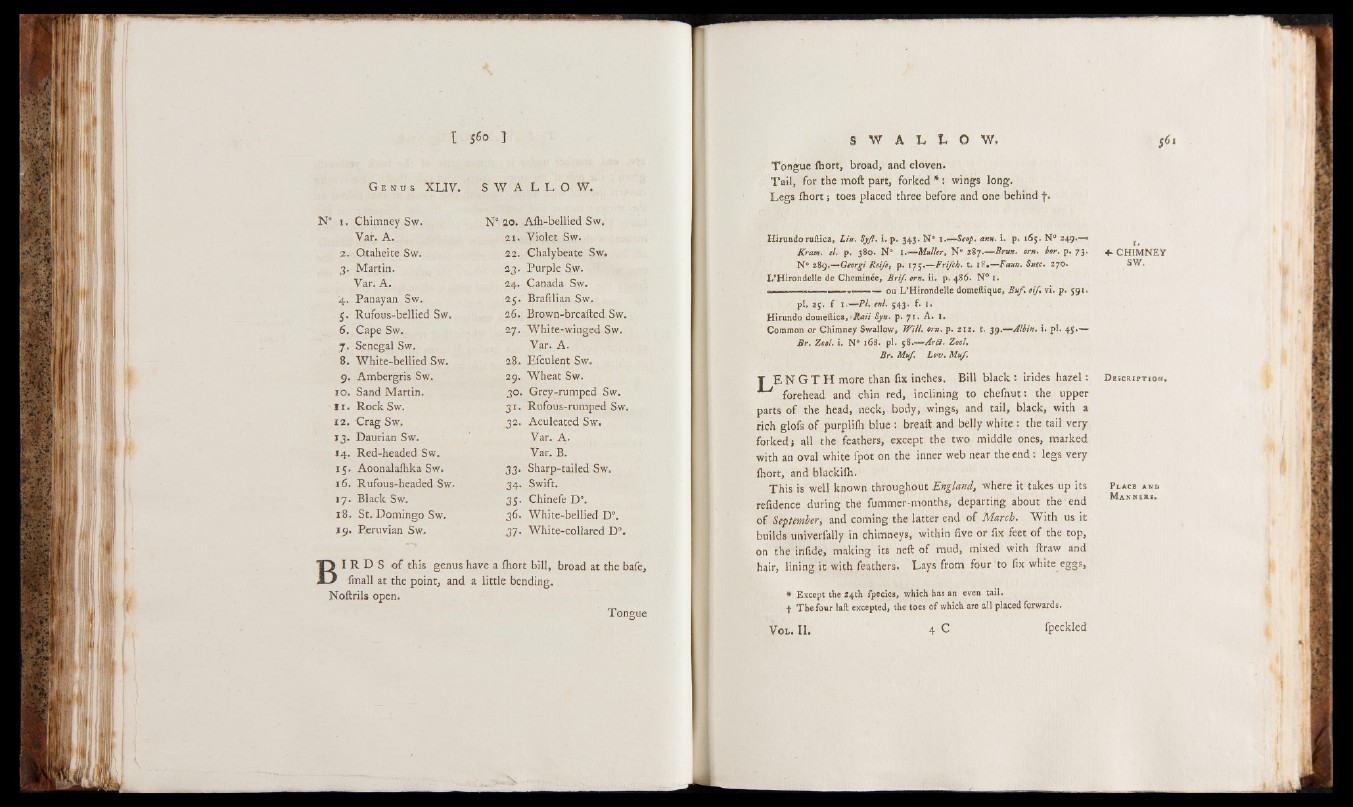 [ 560 ]
GENUS XLIV. SWALLOW.
N° 1. Chimney Sw.
Var. A.
2. Otaheite Sw.
3. Martin.
Var. A.
4. Panayan Sw.
5. Rufous-bellied Sw.
6. Cape Sw.
7. Senegal Sw.
8. White-bellied Sw.
9. Ambergris Sw.
10. Sand Martin.
11. Rock Sw.
12. Crag Sw.
13. Daurian Sw.
14. Red-headed Sw.
15. Aoonalaſhka Sw.
16. Rufous-headed Sw.
17. Black Sw.
18. St. Domingo Sw.
19. Peruvian Sw.
N° 20. Aſh-bellied Sw.
21. Violet Sw.
22. Chalybeate Sw.
23. Purple Sw.
24. Canada Sw.
25. Braſilian Sw.
26. Brown-breaſted Sw.
27. White-winged Sw.
Var. A.
28. Eſculent Sw.
29. Wheat Sw.
30. Grey-rumped Sw.
31. Rufous-rumped Sw.
32. Aculeated Sw.
Var. A.
Var. B.
33. Sharp-tailed Sw.
34. Swift.
35. Chineſe D°.
36. White-bellied D°.
37. White-collared D°.
BIRDS of this genus have a ſhort bill, broad at the baſe,
ſmall at the point, and a little bending.
Noſtrils open.
Tongue
SWALLOW. 561
Tongue ſhort, broad, and cloven.
Tail, for the moſt part, forked * : wings long.
Legs ſhort; toes placed three before and one behind †.
Hirundo ruſtica, Lin. Syſt. i. p. 343. N° 1.—Scop. ann. i. p. 165. N° 249.—
Kram. el. p. 380. N° 1.—Muller, N° 287.—Brun. orn. bor. p. 73.
N° 289.—Georgi Reiſe, p. 175.—Friſch. t. 18.—Faun. Suec. 270.
L'Hirondelle de Cheminée, Briſ. orn. ii. p. 486. N° 1.
——— ou L'Hirondelle domeſtique, Buf. oiſ. vi. p. 591.
pl. 25. f 1.—Pl. enl. 543. f. 1.
Hirundo domeſtica, Raii Syn. p. 71. A. 1.
Common or Chimney Swallow, Will. orn. p. 212. t. 39.—Albin. i. pl. 45.—
Br. Zool. i. N° 168. pl. 58.—Arct. Zool.
Br. Muſ. Lev. Muſ.
1.
+ CHIMNEY
SW.
LENGTH more than ſix inches. Bill black: irides hazel:
forehead and chin red, inclining to cheſnut: the upper
parts of the head, neck, body, wings, and tail, black, with a
rich gloſs of purpliſh blue: breaſt and belly white: the tail very
forked; all the feathers, except the two middle ones, marked
with an oval white ſpot on the inner web near the end: legs very
ſhort, and blackiſh.
DESCRIPTION.
This is well known throughout England, where it takes up its
reſidence during the ſummer-months, departing about the end
of September, and coming the latter end of March. With us it
builds univerſally in chimneys, within five or ſix feet of the top,
on the inſide, making its neſt of mud, mixed with ſtraw and
hair, lining it with feathers. Lays from four to ſix white eggs,
PLACE AND
MANNERS.
* Except the 24th ſpecies, which has an even tail.
† The four laſt excepted, the toes of which are all placed forwards.
VOL. II. 4 C ſpeckled